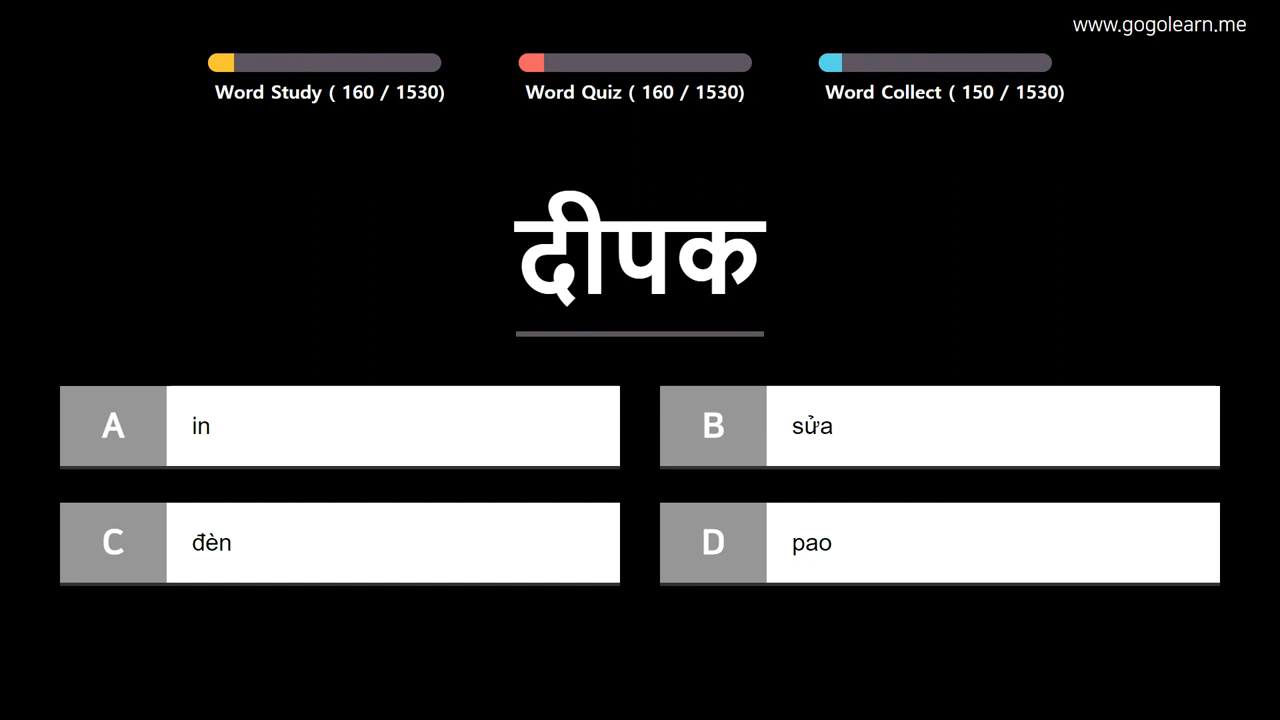 www.gogolearn.me
Word Study ( 160 / 1530)
Word Quiz ( 160 / 1530)
Word Collect ( 150 / 1530)
दीपक
A in
B sửa
C đèn
D pao